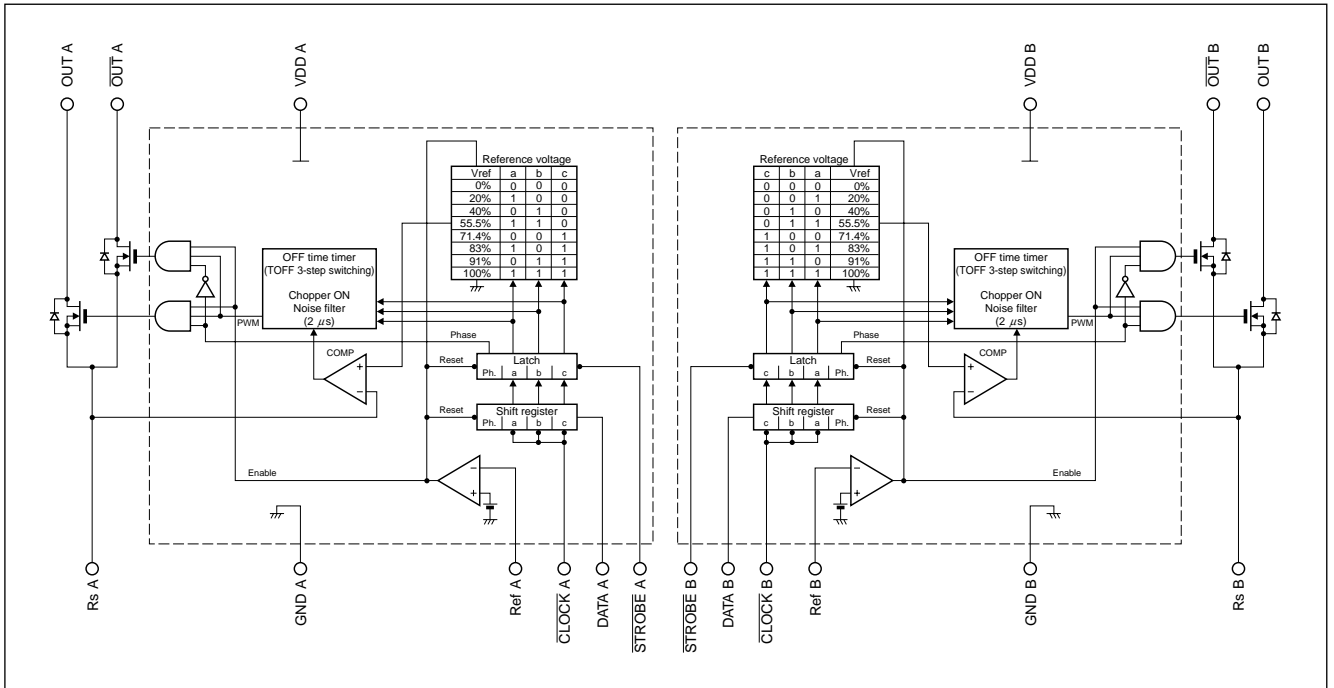 OUT A
OUT A
VDD A
VDD B
OUT B
OUT B
Reference voltage
Vref a b c
0% 0 0 0
20% 1 0 0
40% 0 1 0
55.5% 1 1 0
71.4% 0 0 1
83% 1 0 1
91% 0 1 1
100% 1 1 1
Reference voltage
c b a Vref
0 0 0 0%
0 0 1 20%
0 1 0 40%
0 1 1 55.5%
1 0 0 71.4%
1 0 1 83%
1 1 0 91%
1 1 1 100%
OFF time timer
(TOFF 3-step switching)
Chopper ON
Noise filter
(2 μs)
PWM
OFF time timer
(TOFF 3-step switching)
Chopper ON
Noise filter
(2 μs)
PWM
Phase
Phase
COMP
+
−
Reset
Latch
Ph. a b c
Latch
c b a Ph.
Reset
COMP
+
−
Reset
Shift register
Ph. a b c
Shift register
c b a Ph.
Reset
Enable
−
+
−
+
Enable
Rs A
GND A
Ref A
CLOCK A
DATA A
STROBE A
STROBE B
DATA B
CLOCK B
Ref B
GND B
Rs B